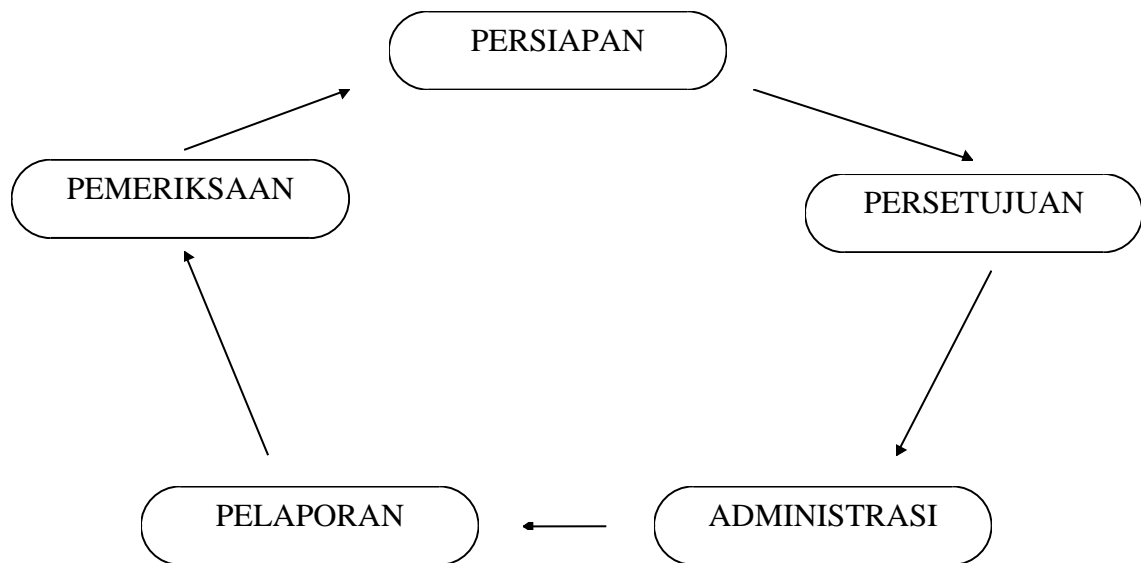 PERSIAPAN
PEMERIKSAAN
PERSETUJUAN
PELAPORAN
ADMINISTRASI